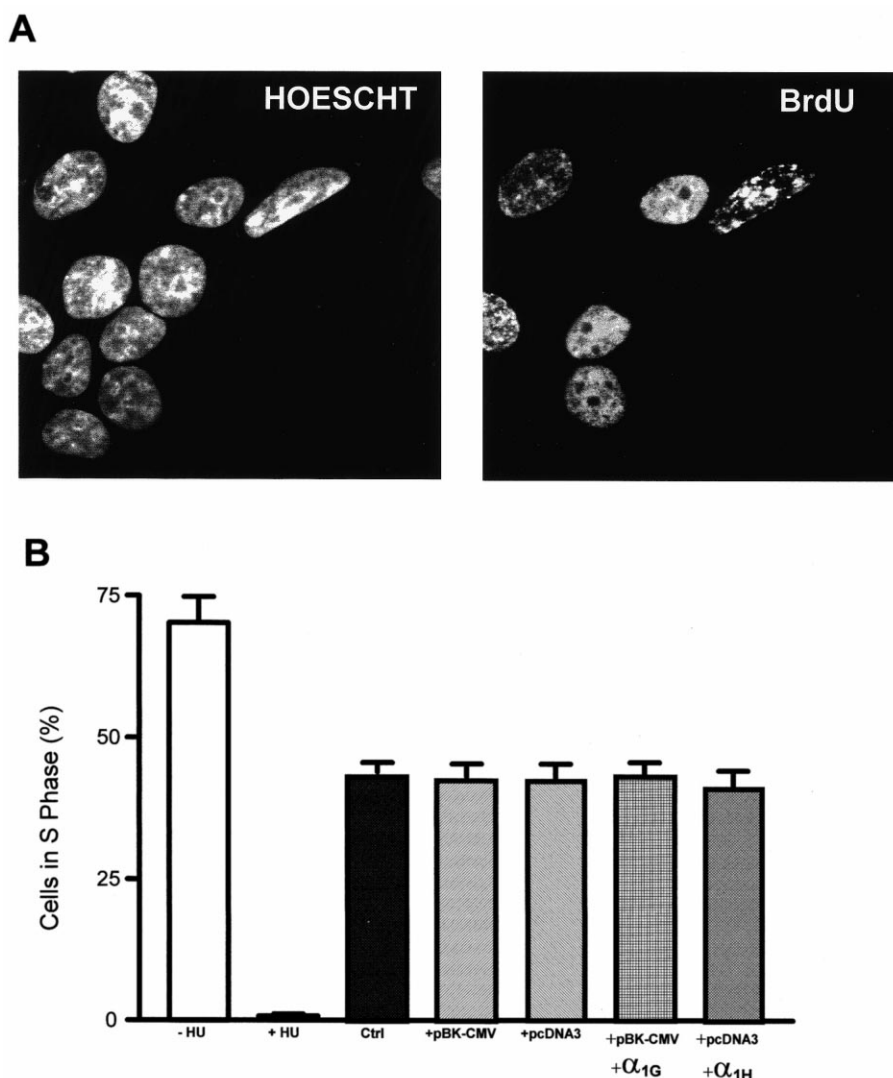 A
HOESCHT
BrdU
B
Cells in S Phase (%)
75
50
25
0
- HU
+ HU
Ctrl
+pBK-CMV
+pcDNA3
+pBK-CMV
+α1G
+pcDNA3
+α1H